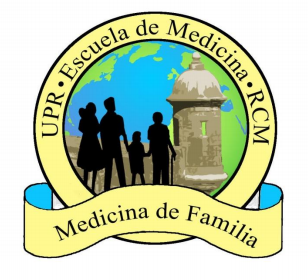 UPR • Escuela de Medicina • RCM
Medicina de Familia